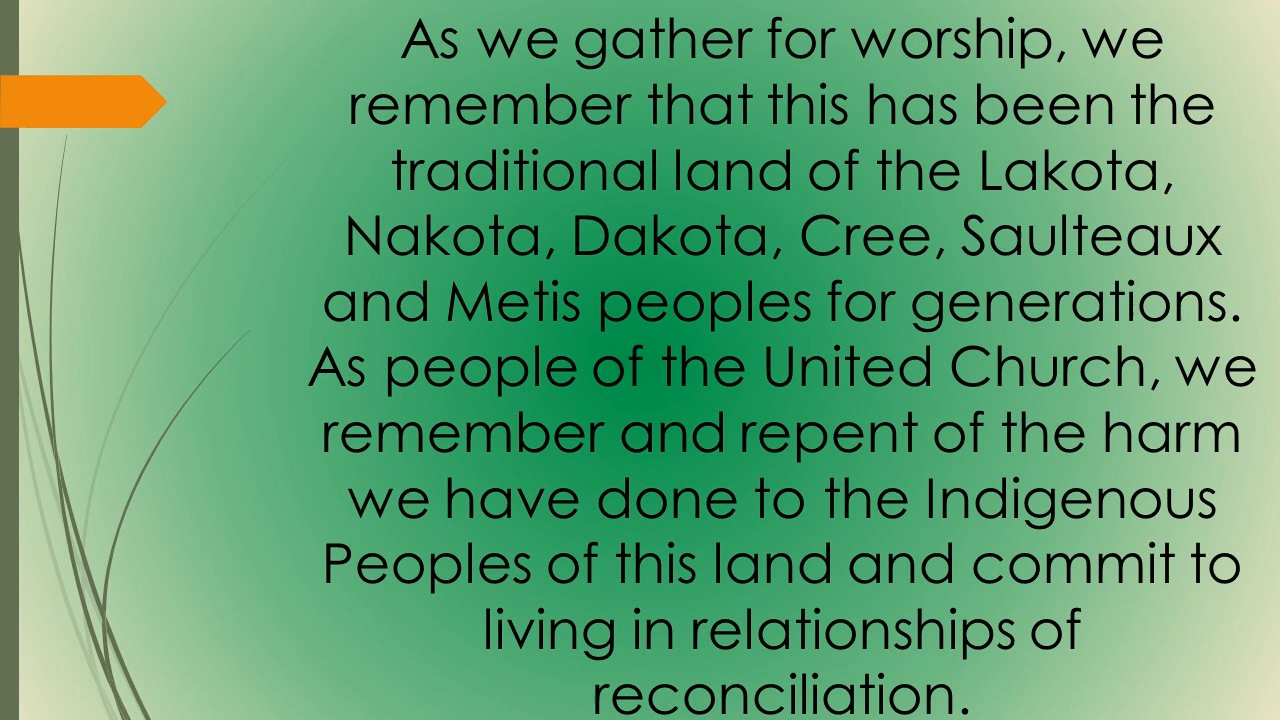 As we gather for worship, we
remember that this has been the
traditional land of the Lakota,
Nakota, Dakota, Cree, Saulteaux
and Metis peoples for generations.
As people of the United Church, we
remember and repent of the harm
we have done to the Indigenous
Peoples of this land and commit to
living in relationships of
reconciliation.